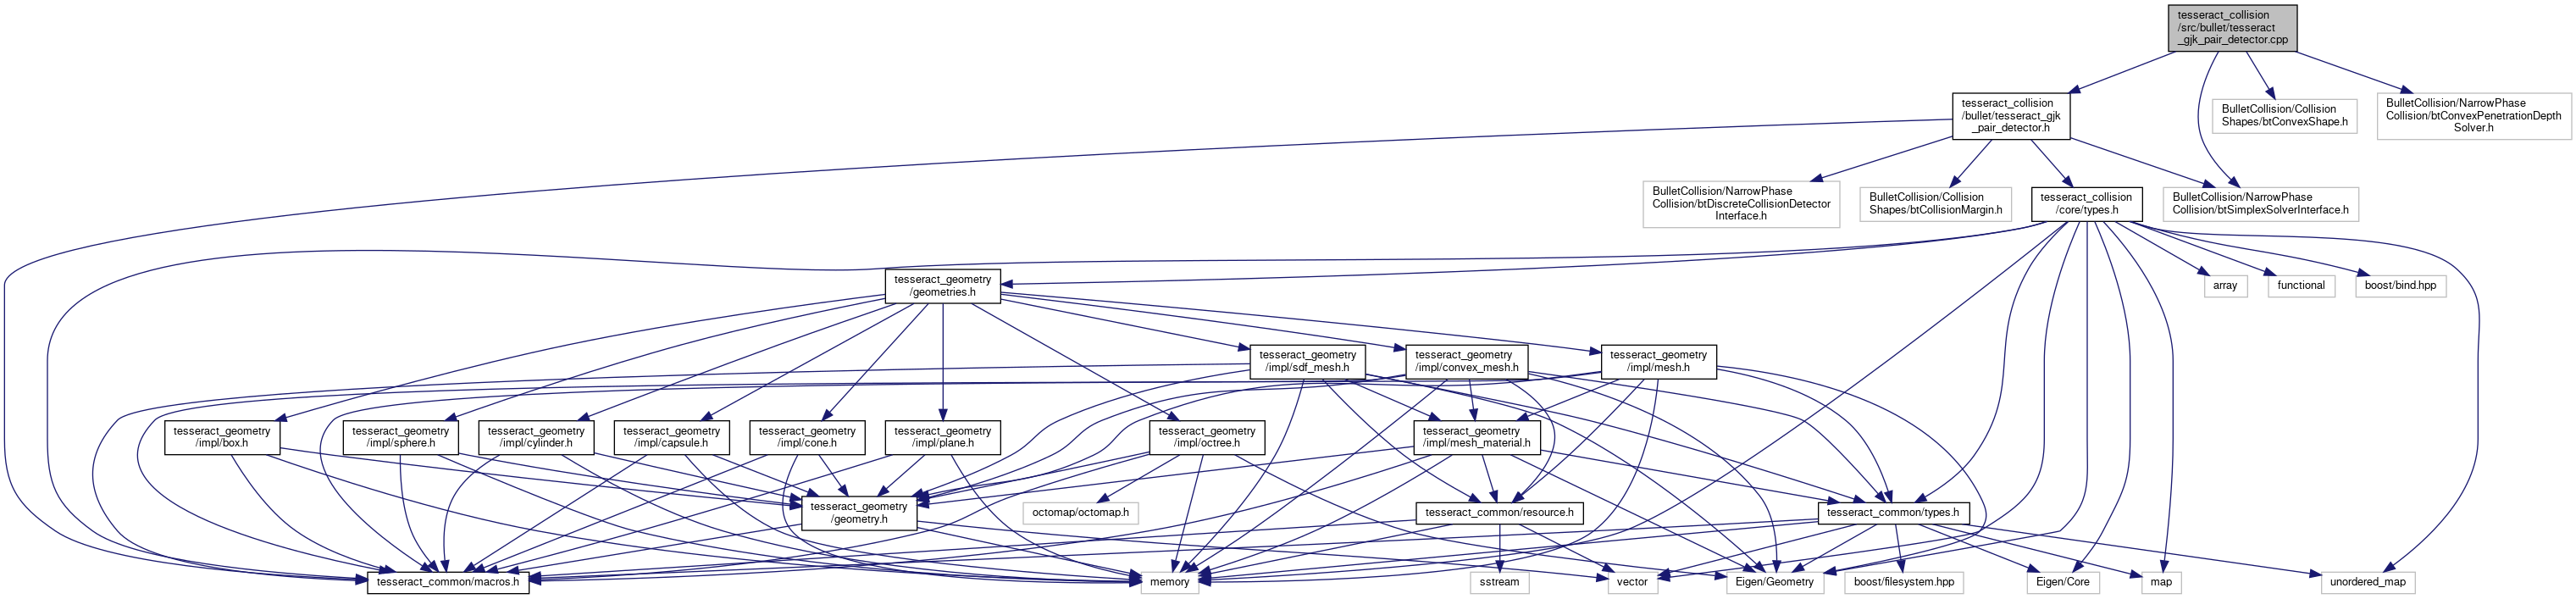 tesseract_collision
/src/bullet/tesseract
_gjk_pair_detector.cpp
tesseract_collision
/bullet/tesseract_gjk
_pair_detector.h
BulletCollision/Collision
Shapes/btConvexShape.h
BulletCollision/NarrowPhase
Collision/btConvexPenetrationDepth
Solver.h
BulletCollision/NarrowPhase
Collision/btDiscreteCollisionDetector
Interface.h
BulletCollision/Collision
Shapes/btCollisionMargin.h
tesseract_collision
/core/types.h
BulletCollision/NarrowPhase
Collision/btSimplexSolverInterface.h
tesseract_geometry
/geometries.h
array
functional
boost/bind.hpp
tesseract_geometry
/impl/sdf_mesh.h
tesseract_geometry
/impl/convex_mesh.h
tesseract_geometry
/impl/mesh.h
tesseract_geometry
/impl/box.h
tesseract_geometry
/impl/sphere.h
tesseract_geometry
/impl/cylinder.h
tesseract_geometry
/impl/capsule.h
tesseract_geometry
/impl/cone.h
tesseract_geometry
/impl/plane.h
tesseract_geometry
/impl/octree.h
tesseract_geometry
/impl/mesh_material.h
tesseract_geometry
/geometry.h
octomap/octomap.h
tesseract_common/resource.h
tesseract_common/types.h
tesseract_common/macros.h
memory
sstream
vector
Eigen/Geometry
boost/filesystem.hpp
Eigen/Core
map
unordered_map